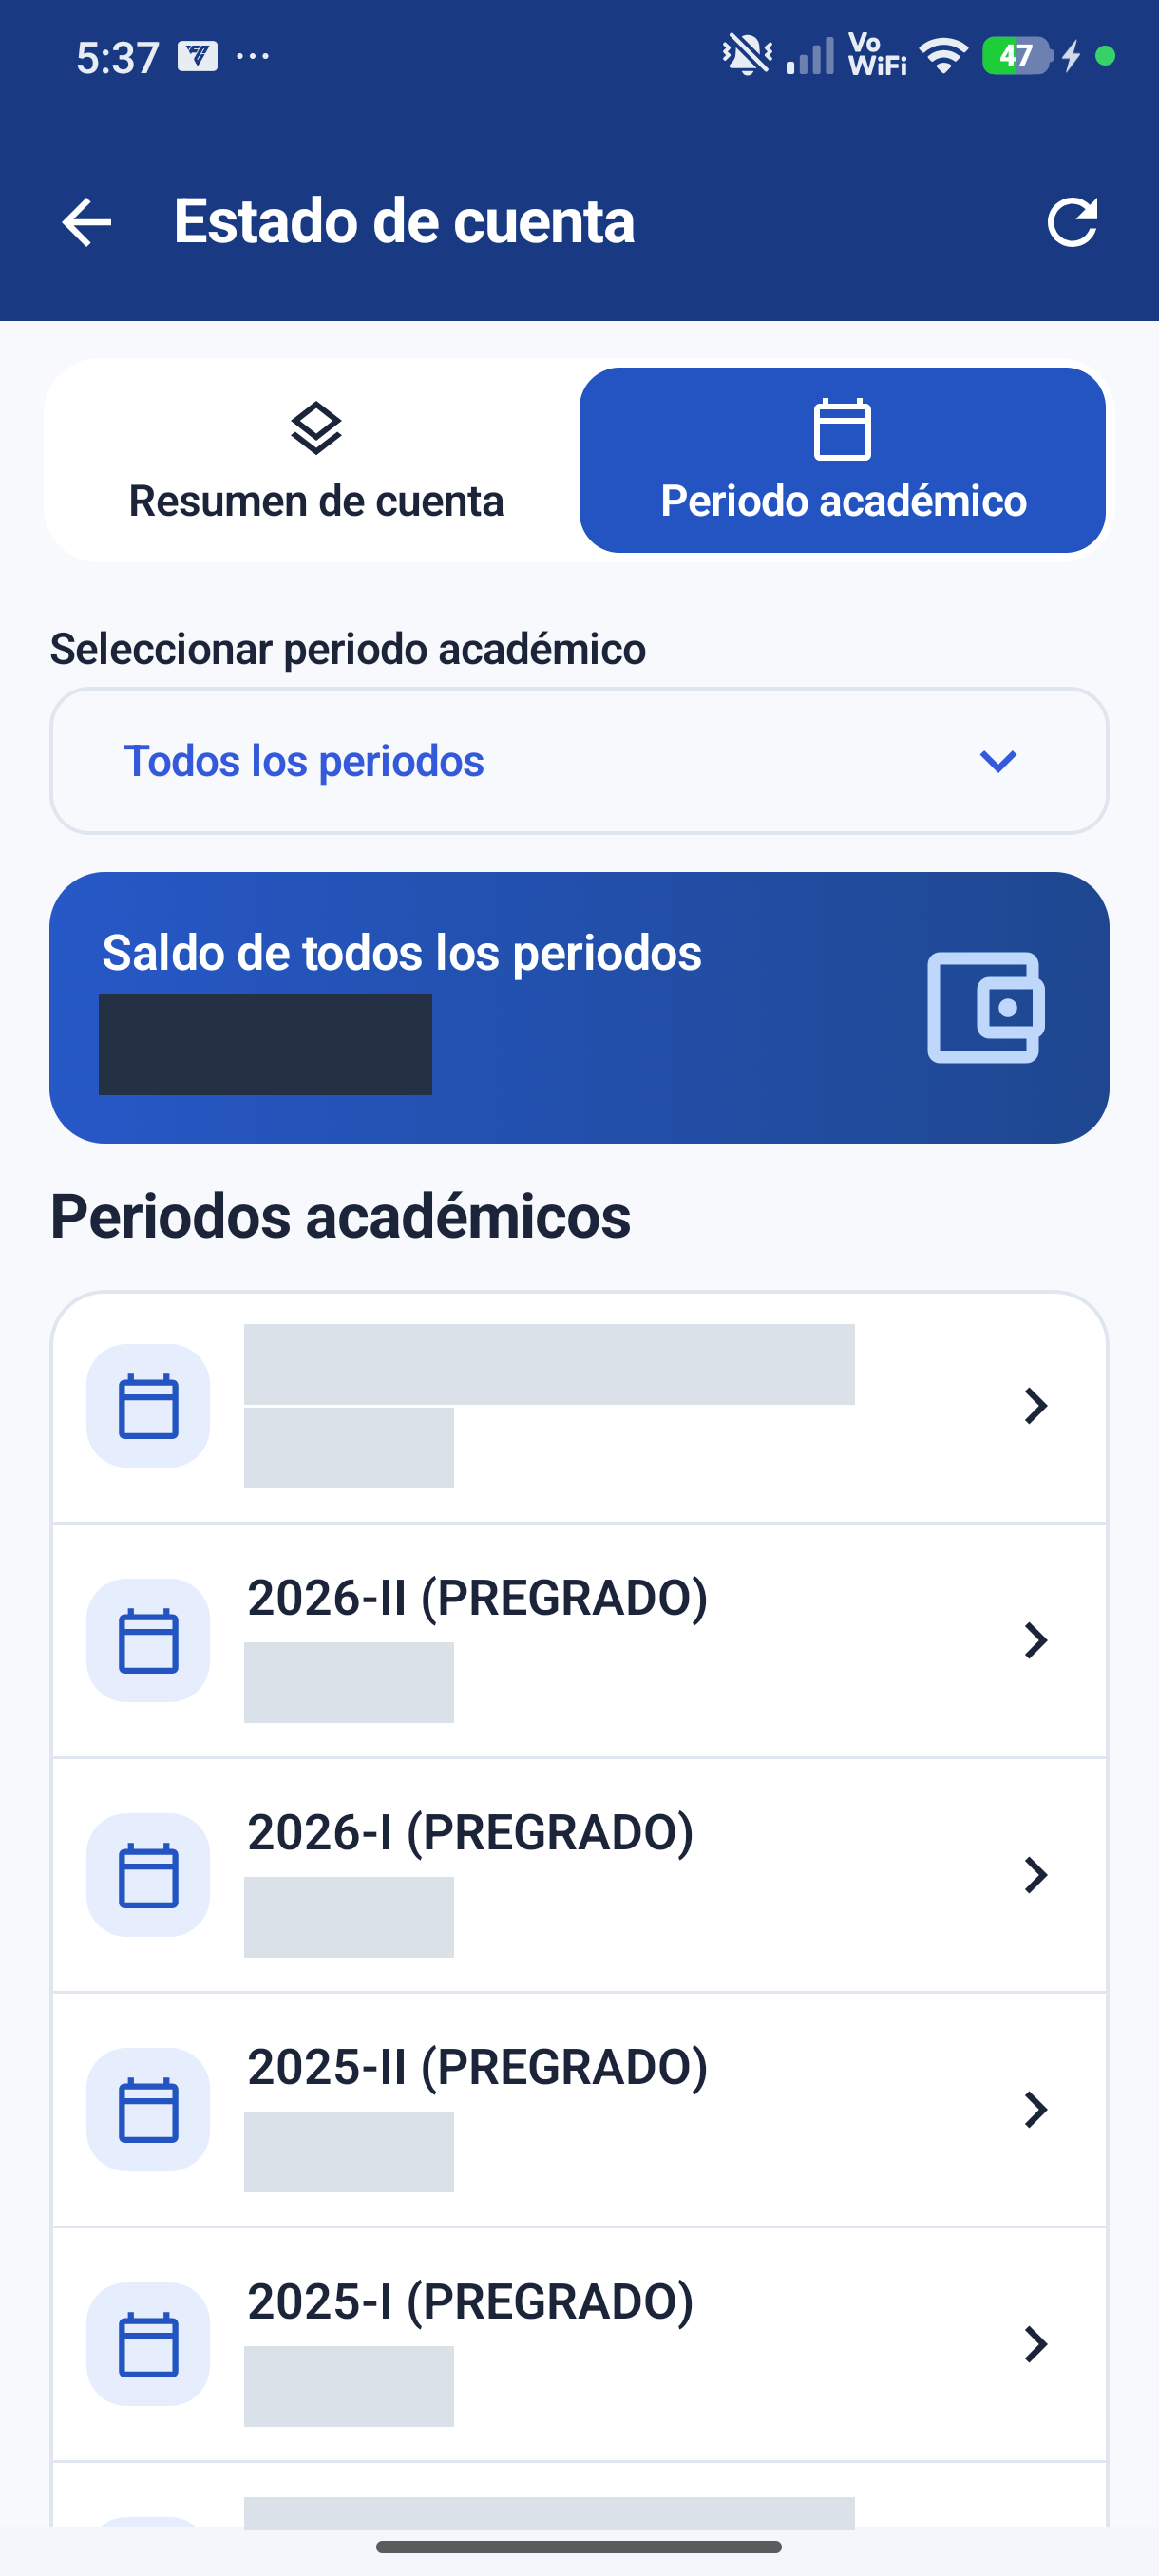 5:37
Vo
WiFi
47
Estado de cuenta
Resumen de cuenta
Periodo académico
Seleccionar periodo académico
Todos los periodos
Saldo de todos los periodos
Periodos académicos
2026-II (PREGRADO)
2026-I (PREGRADO)
2025-II (PREGRADO)
2025-I (PREGRADO)